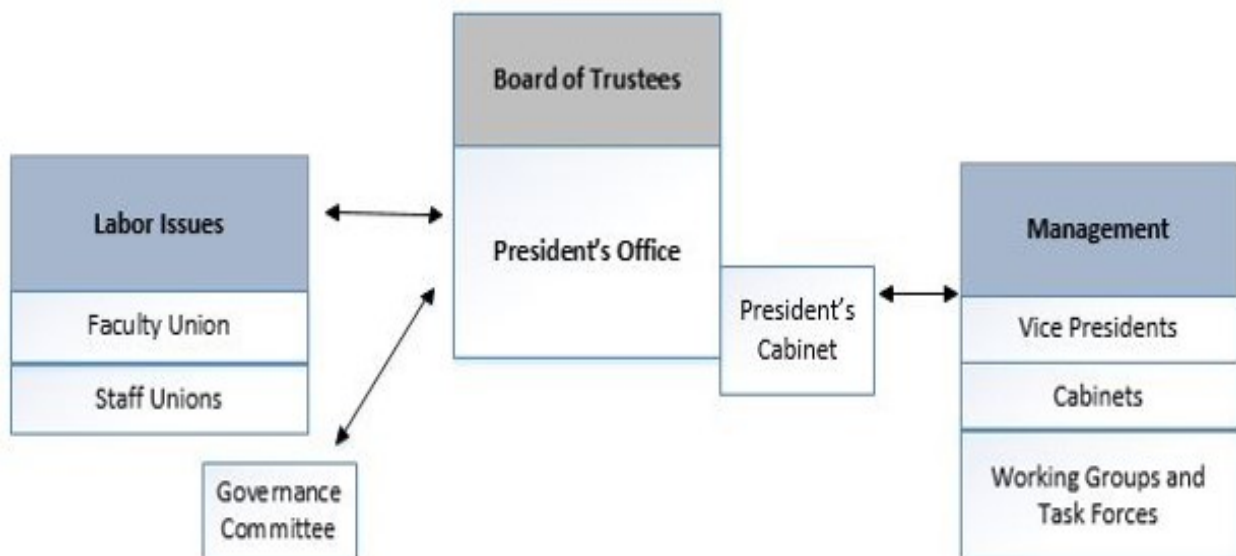 Board of Trustees
President's Office
Labor Issues
Faculty Union
Staff Unions
Governance
Committee
President's
Cabinet
Management
Vice Presidents
Cabinets
Working Groups and
Task Forces